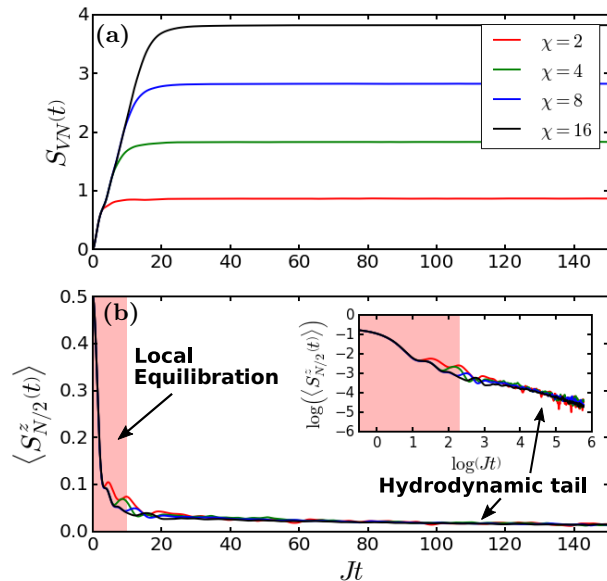 (a)
4
3
2
1
0
S_{VN}(t)
χ = 2
χ = 4
χ = 8
χ = 16
0 20 40 60 80 100 120 140
(b)
0.5
0.4
0.3
0.2
0.1
0.0
⟨S^z_{N/2}(t)⟩
Local
Equilibration
0
−1
−2
−3
−4
−5
−6
log(⟨S^z_{N/2}(t)⟩)
0 1 2 3 4 5 6
log(Jt)
Hydrodynamic tail
0 20 40 60 80 100 120 140
Jt